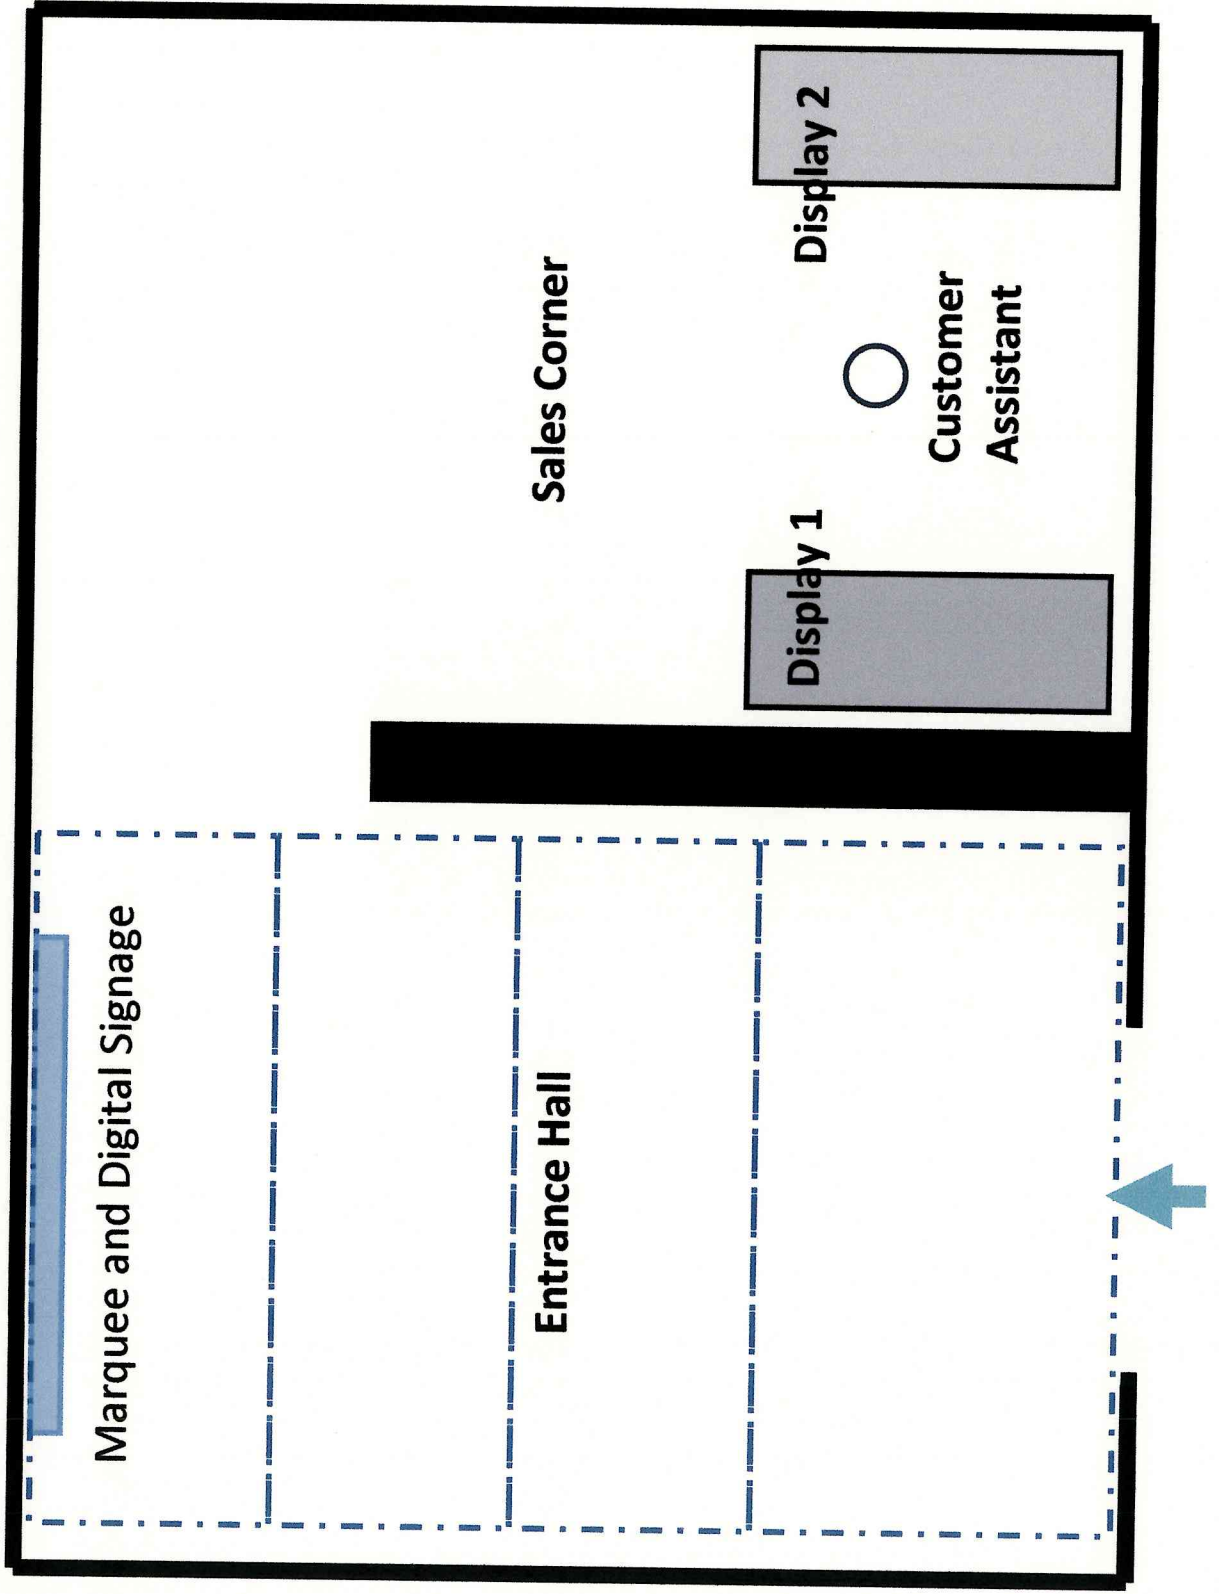 Marquee and Digital Signage
Entrance Hall
Sales Corner
Display 1
Display 2
Customer
Assistant